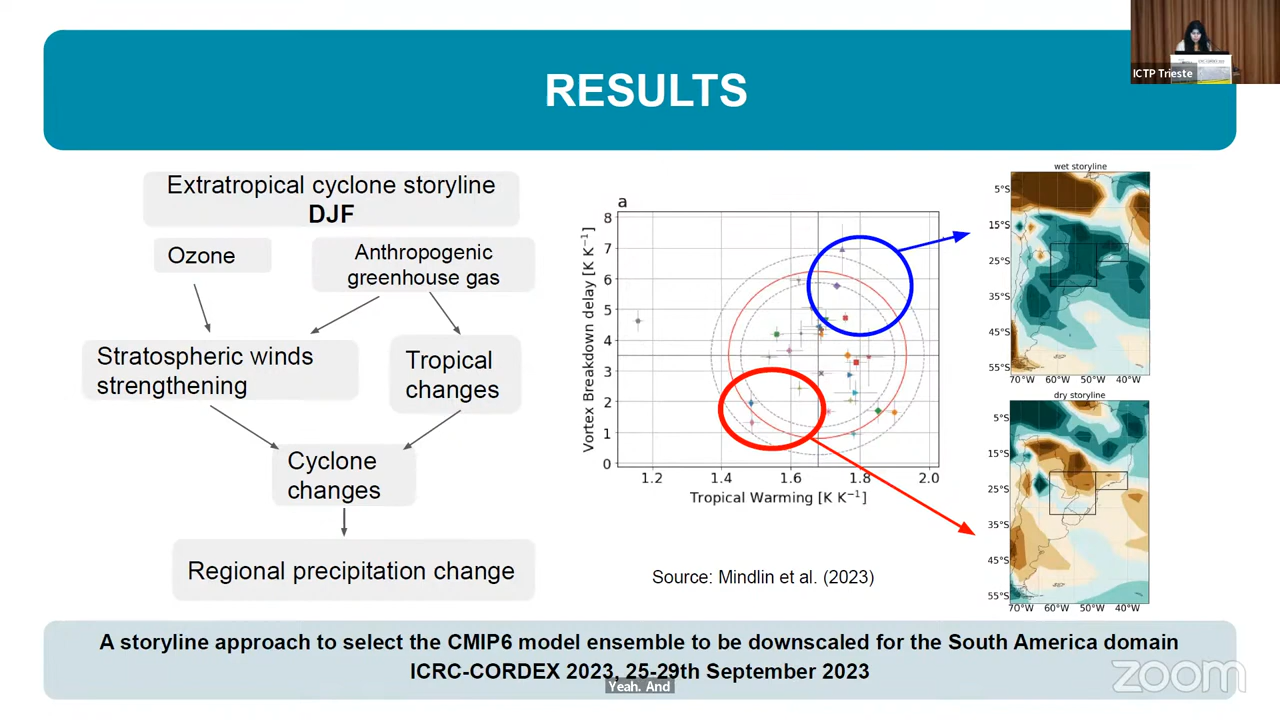 RESULTS
ICTP Trieste
Extratropical cyclone storyline
DJF
Ozone
Anthropogenic
greenhouse gas
Stratospheric winds
strengthening
Tropical
changes
Cyclone
changes
Regional precipitation change
a
Vortex Breakdown delay [K K⁻¹]
8
7
6
5
4
3
2
1
0
1.2
1.4
1.6
1.8
2.0
Tropical Warming [K K⁻¹]
Source: Mindlin et al. (2023)
wet storyline
5°S
15°S
25°S
35°S
45°S
55°S
70°W 60°W 50°W 40°W
dry storyline
5°S
15°S
25°S
35°S
45°S
55°S
70°W 60°W 50°W 40°W
A storyline approach to select the CMIP6 model ensemble to be downscaled for the South America domain
ICRC-CORDEX 2023, 25-29th September 2023
Yeah. And
zoom